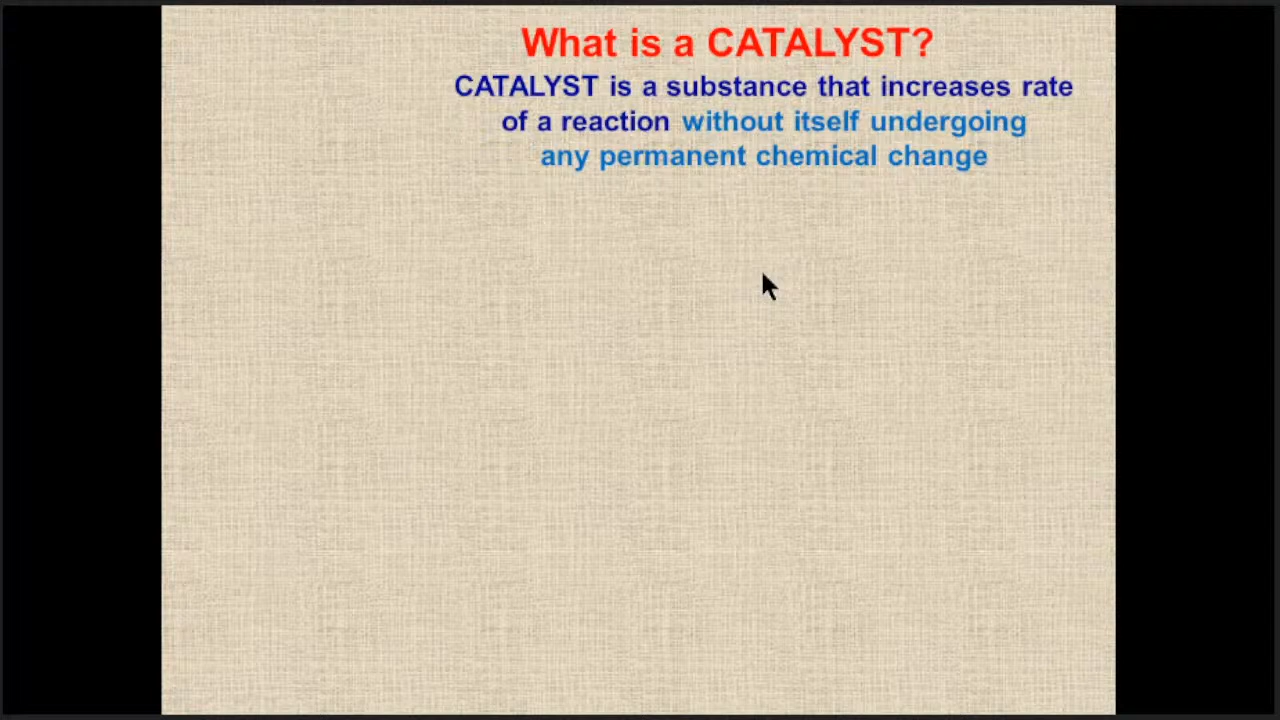 What is a CATALYST?
CATALYST is a substance that increases rate
of a reaction without itself undergoing
any permanent chemical change